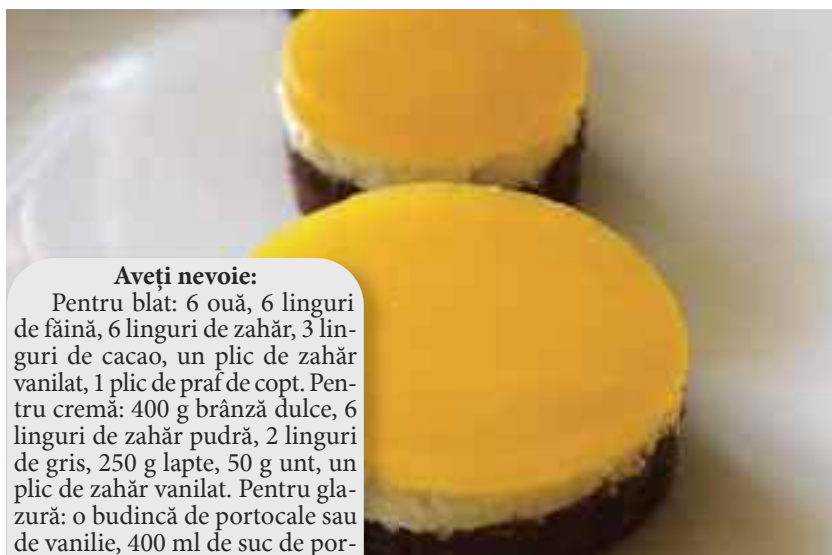 Aveți nevoie:
Pentru blat: 6 ouă, 6 linguri
de făină, 6 linguri de zahăr, 3 lin-
guri de cacao, un plic de zahăr
vanilat, 1 plic de praf de copt. Pen-
tru cremă: 400 g brânză dulce, 6
linguri de zahăr pudră, 2 linguri
de gris, 250 g lapte, 50 g unt, un
plic de zahăr vanilat. Pentru gla-
zură: o budincă de portocale sau
de vanilie, 400 ml de suc de por-